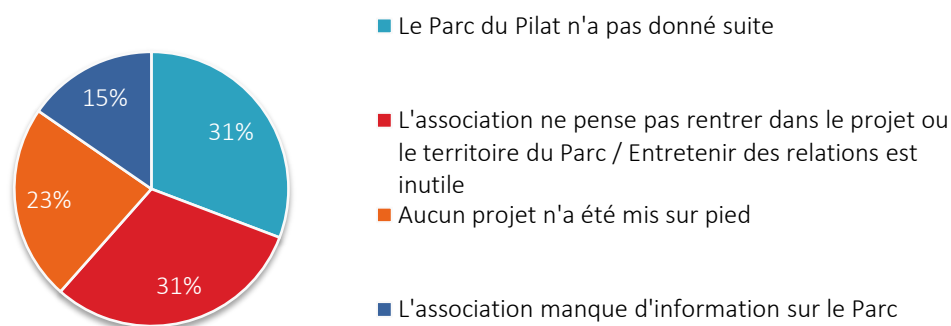 Le Parc du Pilat n'a pas donné suite
15%
31%
L'association ne pense pas rentrer dans le projet ou
le territoire du Parc / Entretenir des relations est
inutile
23%
Aucun projet n'a été mis sur pied
31%
L'association manque d'information sur le Parc